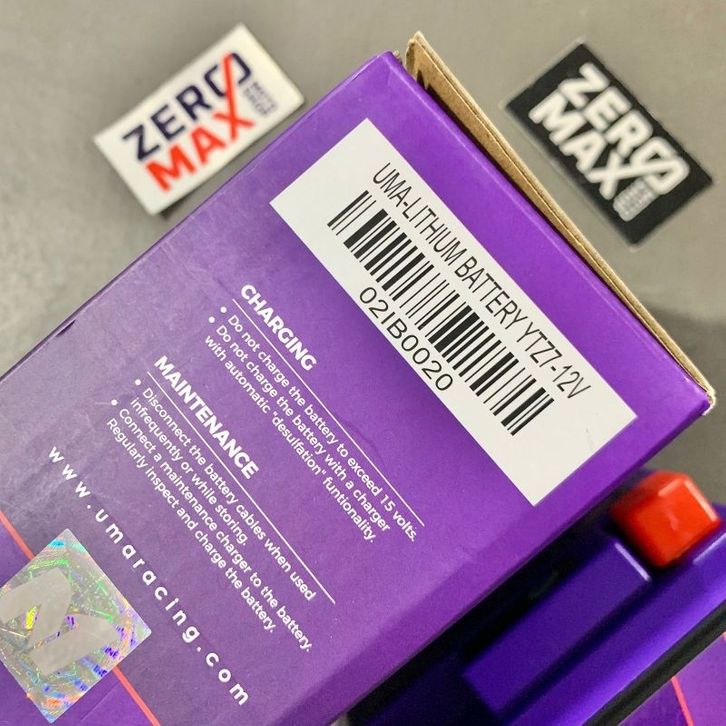 ZERO
MAX
ZERO
MAX
UMA-LITHIUM BATTERY YTZ7-12V
02IB0020
CHARGING
• Do not charge the battery to exceed 15 volts.
• Do not charge the battery with a charger
with automatic "desulfation" funtionality.
MAINTENANCE
• Disconnect the battery cables when used
infrequently or while storing.
• Connect a maintenance charger to the battery.
Regularly inspect and charge the battery.
www.umaracing.com